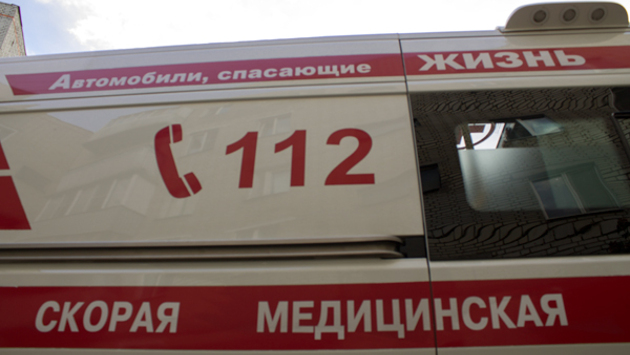 Автомобили, спасающие жизнь
112
СКОРАЯ МЕДИЦИНСКАЯ